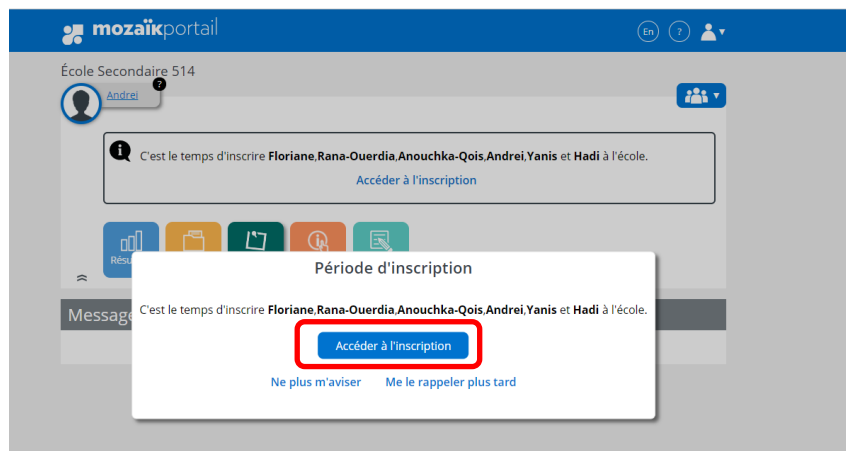 mozaïkportail
En ?
École Secondaire 514
Andrei ?
C'est le temps d'inscrire Floriane,Rana-Ouerdia,Anouchka-Qois,Andrei,Yanis et Hadi à l'école.
Accéder à l'inscription
Période d'inscription
C'est le temps d'inscrire Floriane,Rana-Ouerdia,Anouchka-Qois,Andrei,Yanis et Hadi à l'école.
Accéder à l'inscription
Ne plus m'aviser Me le rappeler plus tard